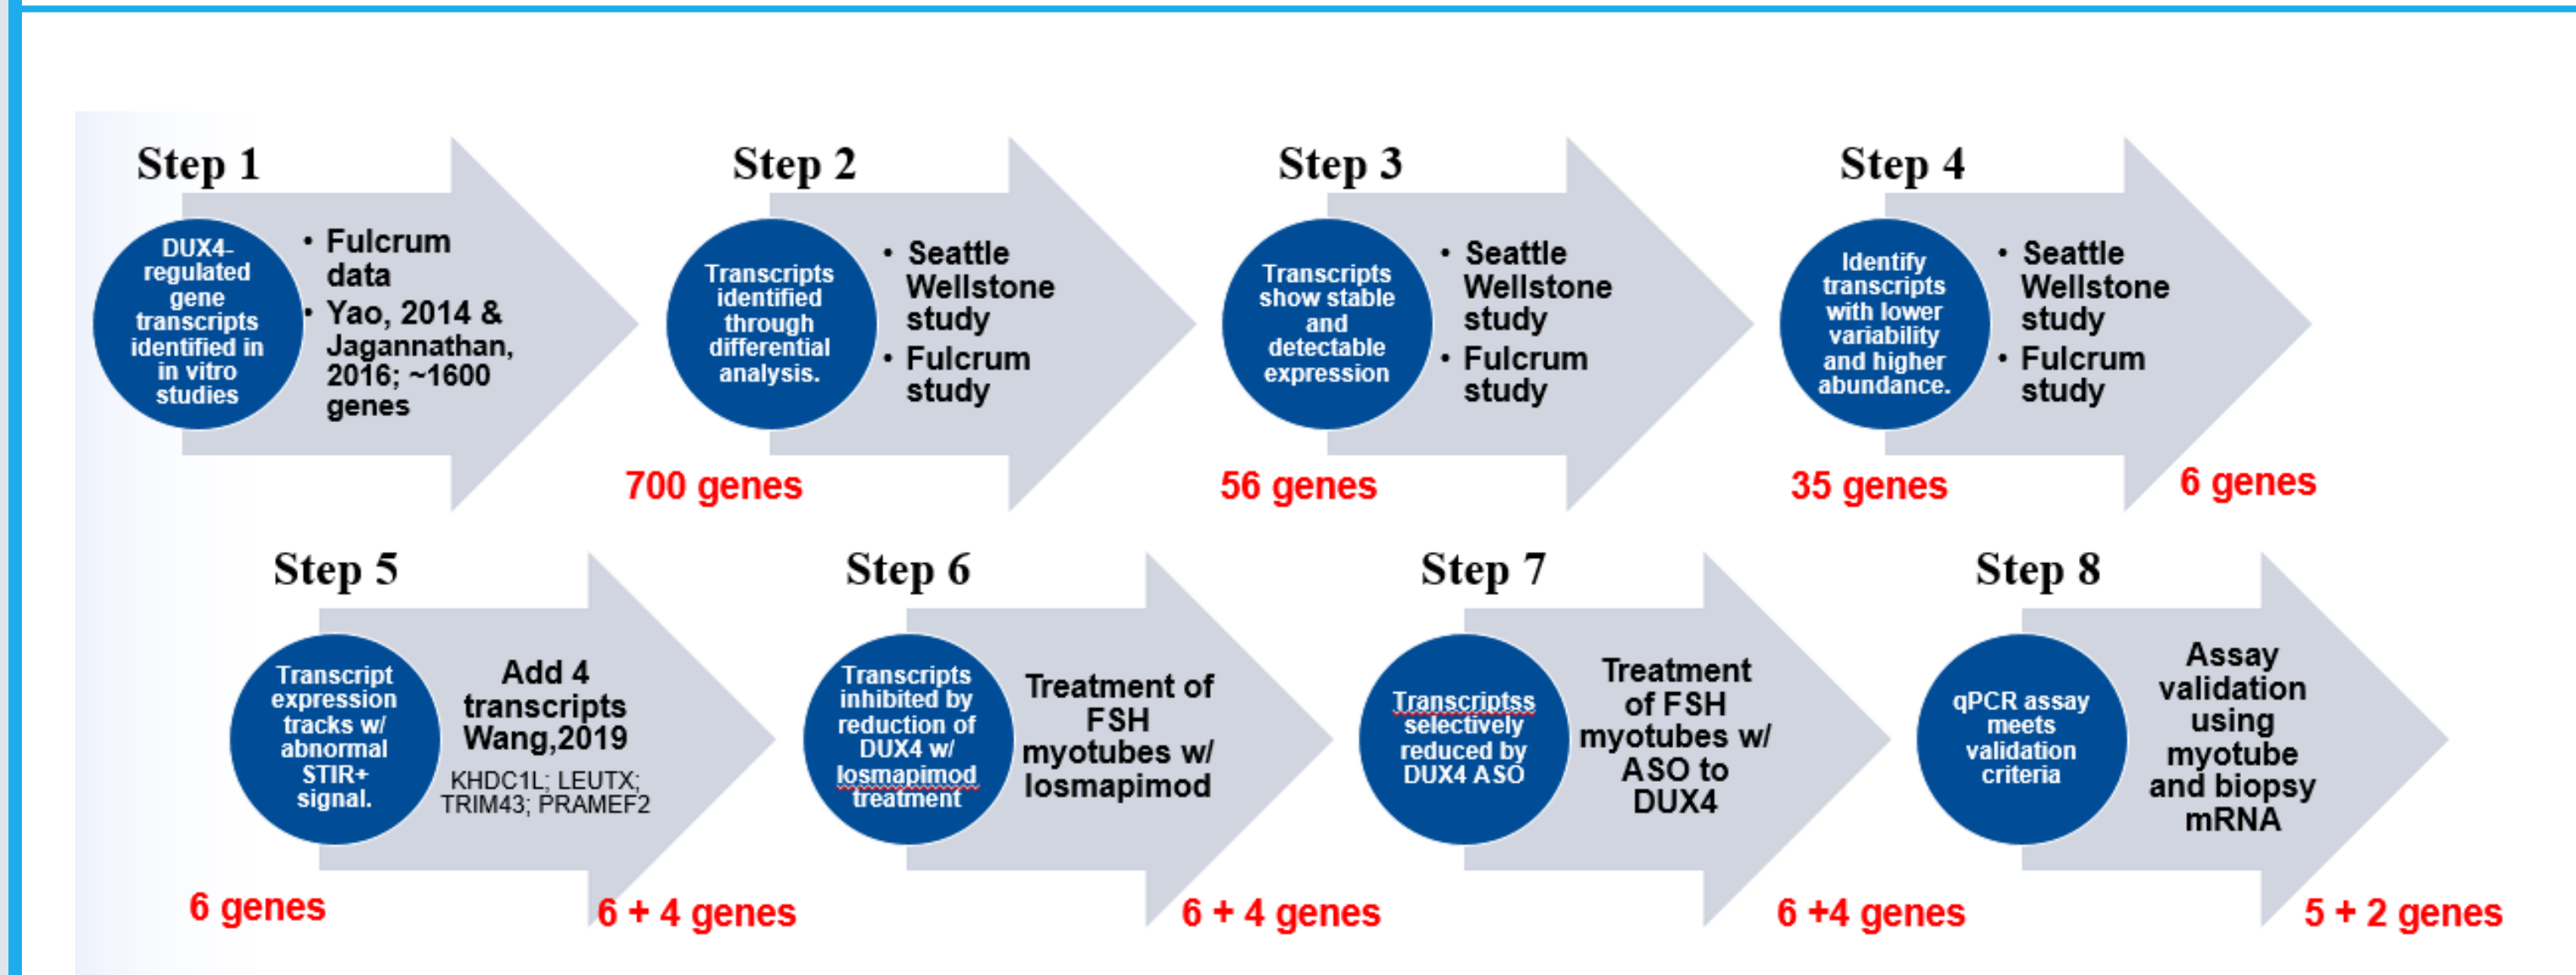 Step 1
DUX4-
regulated
gene
transcripts
identified in
in vitro
studies
• Fulcrum
data
• Yao, 2014 &
Jagannathan,
2016; ~1600
genes
700 genes
Step 2
Transcripts
identified
through
differential
analysis.
• Seattle
Wellstone
study
• Fulcrum
study
56 genes
Step 3
Transcripts
show stable
and
detectable
expression
• Seattle
Wellstone
study
• Fulcrum
study
35 genes
Step 4
Identify
transcripts
with lower
variability
and higher
abundance.
• Seattle
Wellstone
study
• Fulcrum
study
6 genes
Step 5
Transcript
expression
tracks w/
abnormal
STIR+
signal.
Add 4
transcripts
Wang,2019
KHDC1L; LEUTX;
TRIM43; PRAMEF2
6 genes
6 + 4 genes
Step 6
Transcripts
inhibited by
reduction of
DUX4 w/
losmapimod
treatment
Treatment of
FSH
myotubes w/
losmapimod
6 + 4 genes
Step 7
Transcriptss
selectively
reduced by
DUX4 ASO
Treatment
of FSH
myotubes w/
ASO to
DUX4
6 +4 genes
Step 8
qPCR assay
meets
validation
criteria
Assay
validation
using
myotube
and biopsy
mRNA
5 + 2 genes